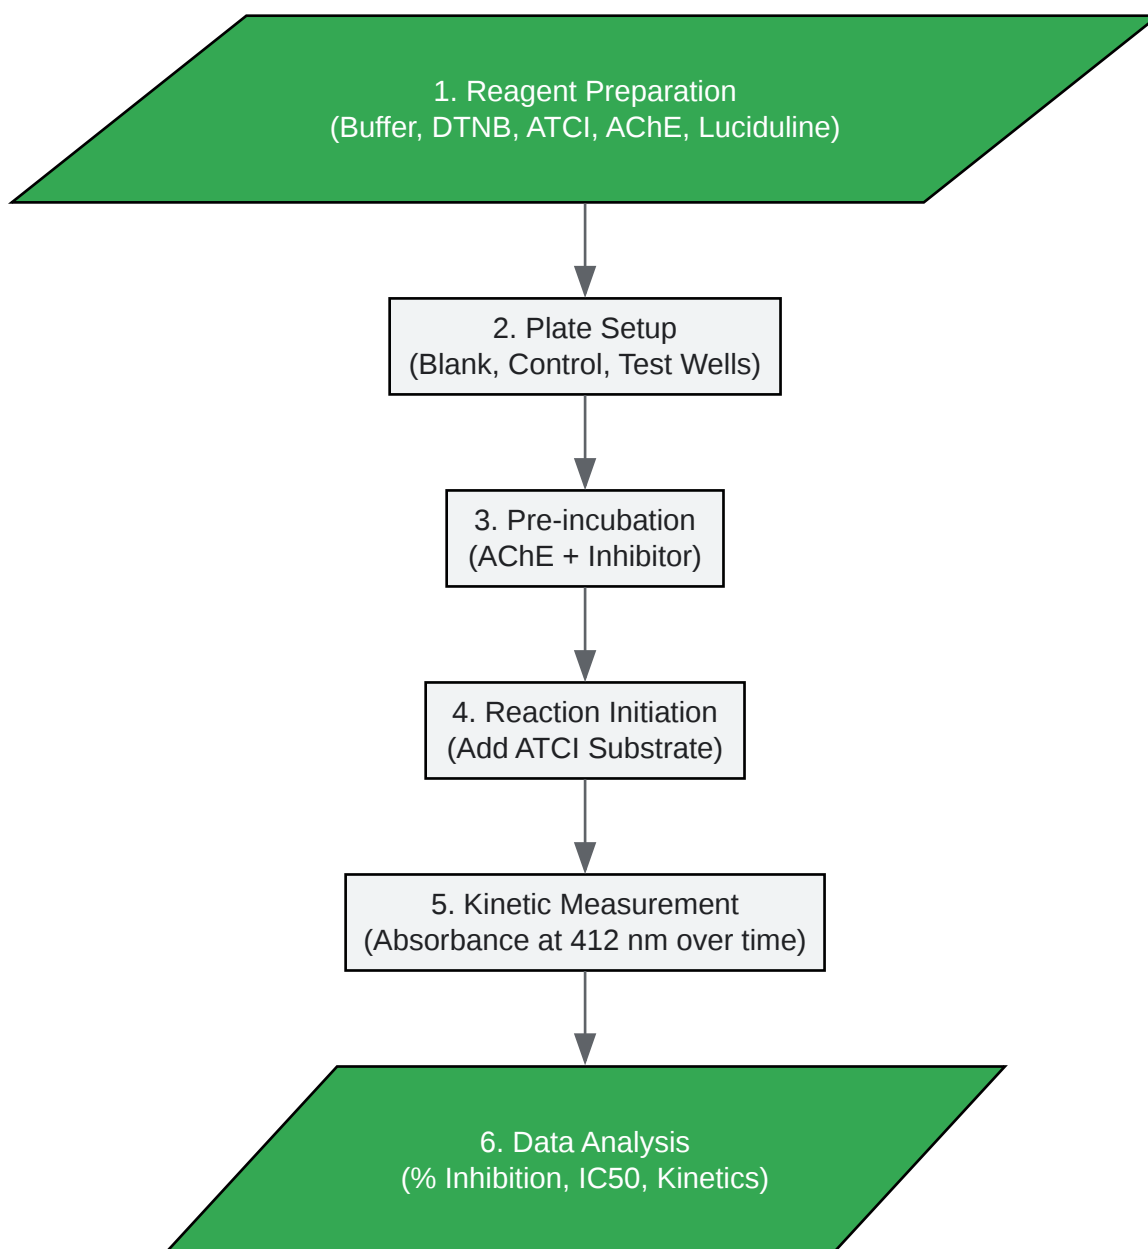 1. Reagent Preparation
(Buffer, DTNB, ATCI, AChE, Luciduline)
2. Plate Setup
(Blank, Control, Test Wells)
3. Pre-incubation
(AChE + Inhibitor)
4. Reaction Initiation
(Add ATCI Substrate)
5. Kinetic Measurement
(Absorbance at 412 nm over time)
6. Data Analysis
(% Inhibition, IC50, Kinetics)